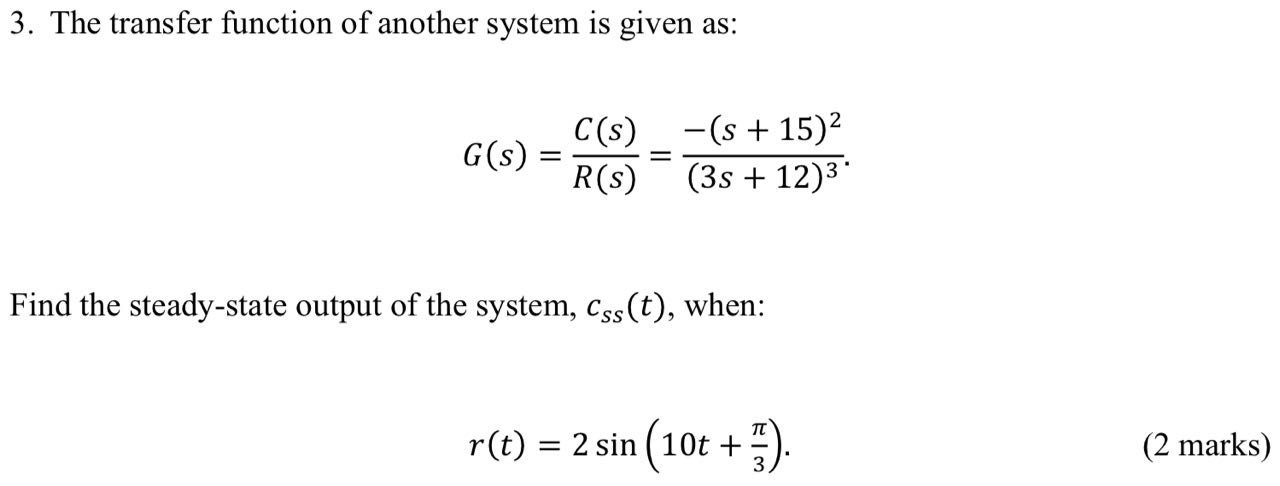 3. The transfer function of another system is given as:
G(s) = C(s)/R(s) = −(s + 15)²/(3s + 12)³.
Find the steady-state output of the system, c_ss(t), when:
r(t) = 2 sin(10t + π/3). (2 marks)